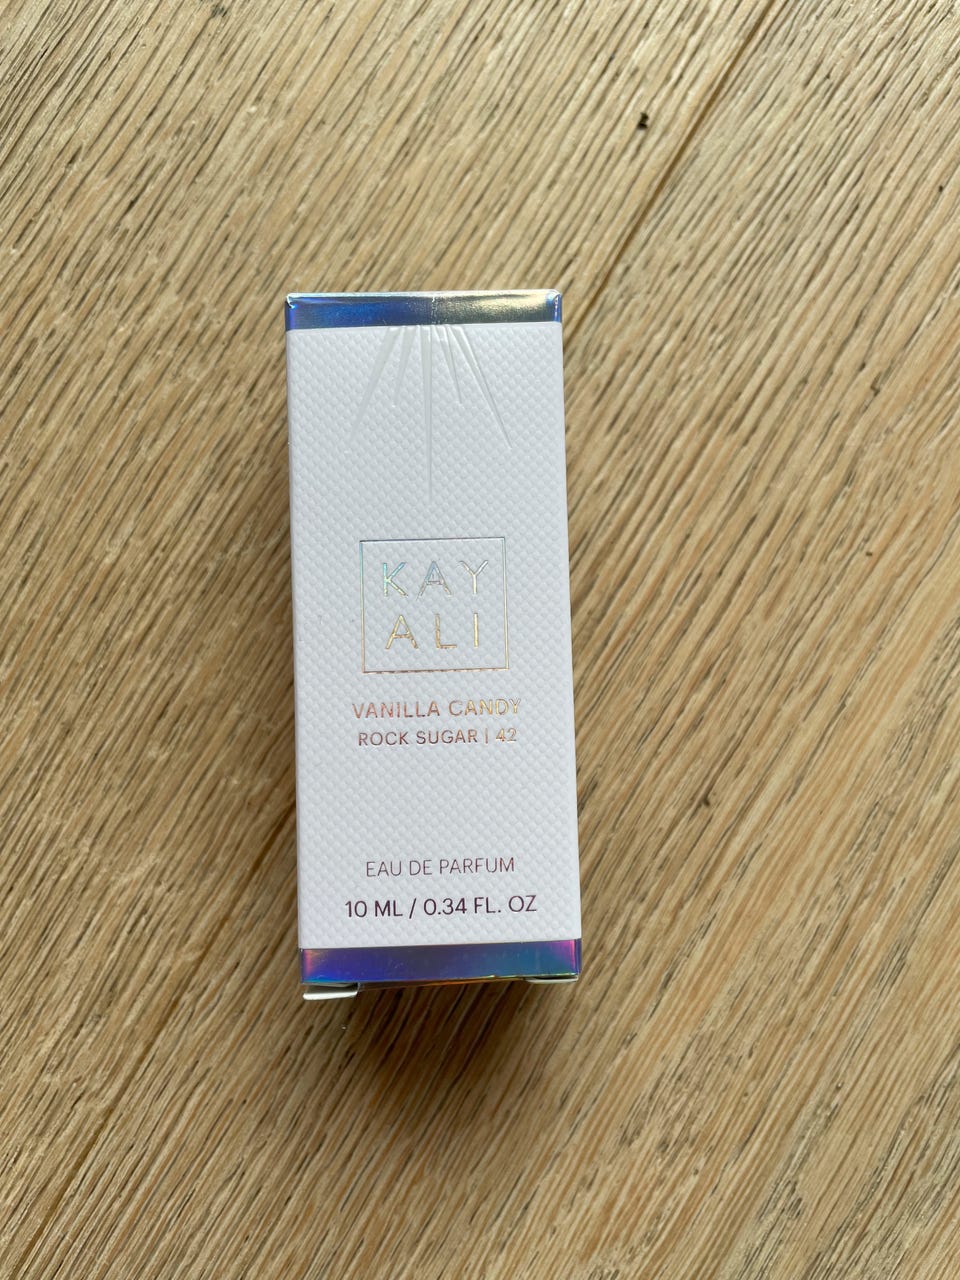 KAY
ALI
VANILLA CANDY
ROCK SUGAR | 42
EAU DE PARFUM
10 ML / 0.34 FL. OZ